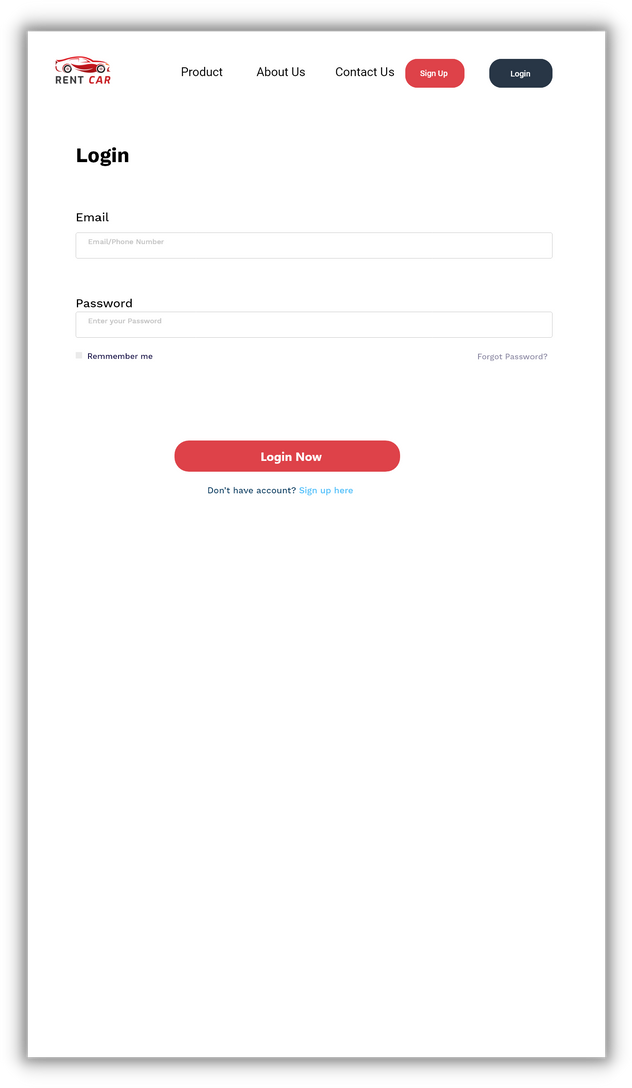 RENT CAR
Product About Us Contact Us Sign Up Login
Login
Email
Email/Phone Number
Password
Enter your Password
Remmember me Forgot Password?
Login Now
Don't have account? Sign up here